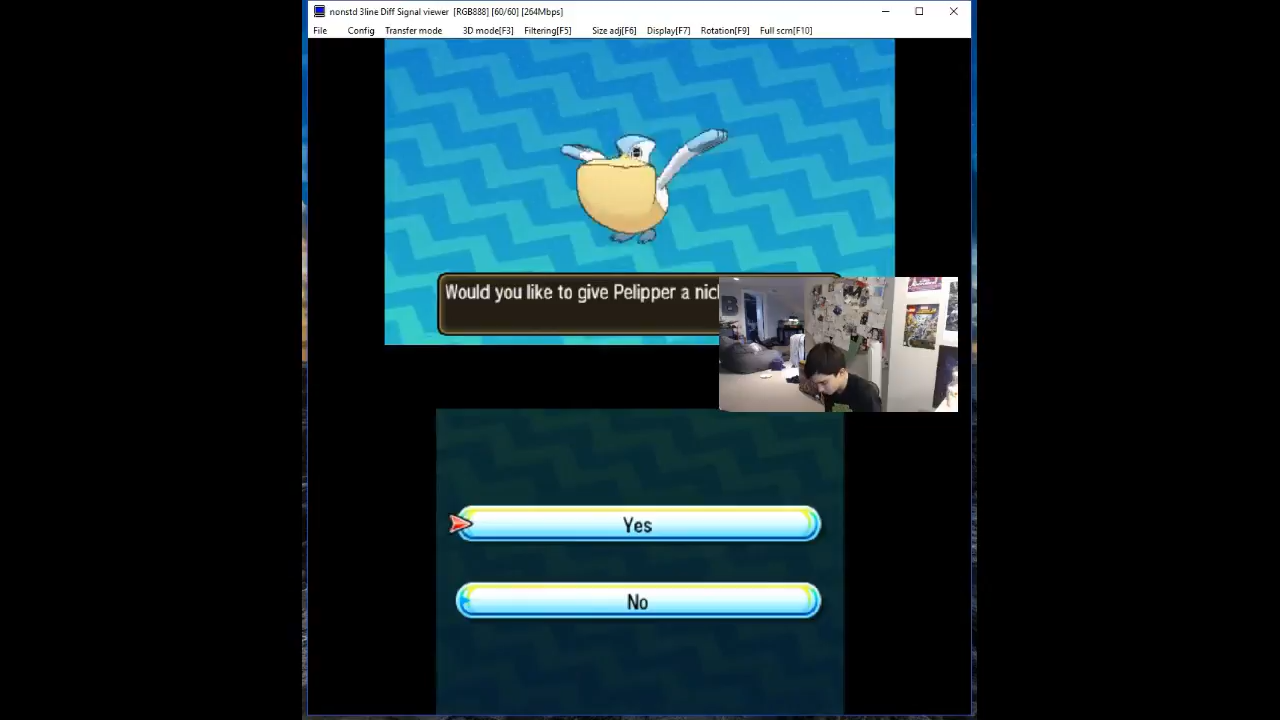 nonstd 3line Diff Signal viewer [RGB888] [60/60] [264Mbps]
File Config Transfer mode 3D mode[F3] Filtering[F5] Size adj[F6] Display[F7] Rotation[F9] Full scrn[F10]
Would you like to give Pelipper a nic
Yes
No